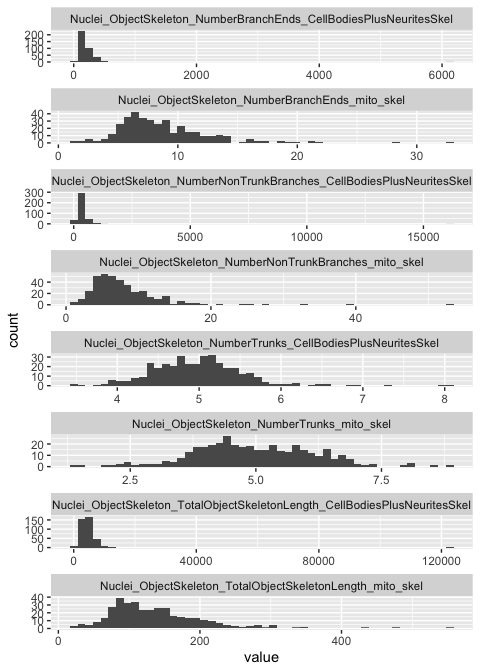 Nuclei_ObjectSkeleton_NumberBranchEnds_CellBodiesPlusNeuritesSkel
200
150
100
50
0
0 2000 4000 6000
Nuclei_ObjectSkeleton_NumberBranchEnds_mito_skel
40
30
20
10
0
0 10 20 30
Nuclei_ObjectSkeleton_NumberNonTrunkBranches_CellBodiesPlusNeuritesSkel
300
200
100
0
0 5000 10000 15000
Nuclei_ObjectSkeleton_NumberNonTrunkBranches_mito_skel
40
20
0
0 20 40
Nuclei_ObjectSkeleton_NumberTrunks_CellBodiesPlusNeuritesSkel
30
20
10
0
4 5 6 7 8
Nuclei_ObjectSkeleton_NumberTrunks_mito_skel
20
10
0
2.5 5.0 7.5
Nuclei_ObjectSkeleton_TotalObjectSkeletonLength_CellBodiesPlusNeuritesSkel
150
100
50
0
0 40000 80000 120000
Nuclei_ObjectSkeleton_TotalObjectSkeletonLength_mito_skel
40
30
20
10
0
0 200 400
count
value